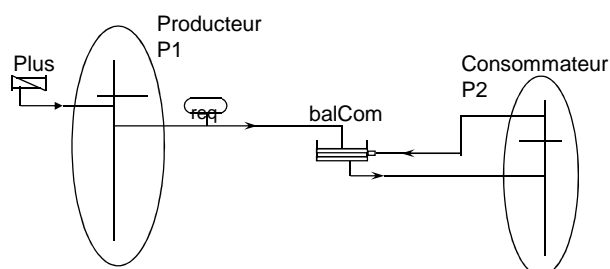 Producteur
P1
Plus
req
balCom
Consommateur
P2